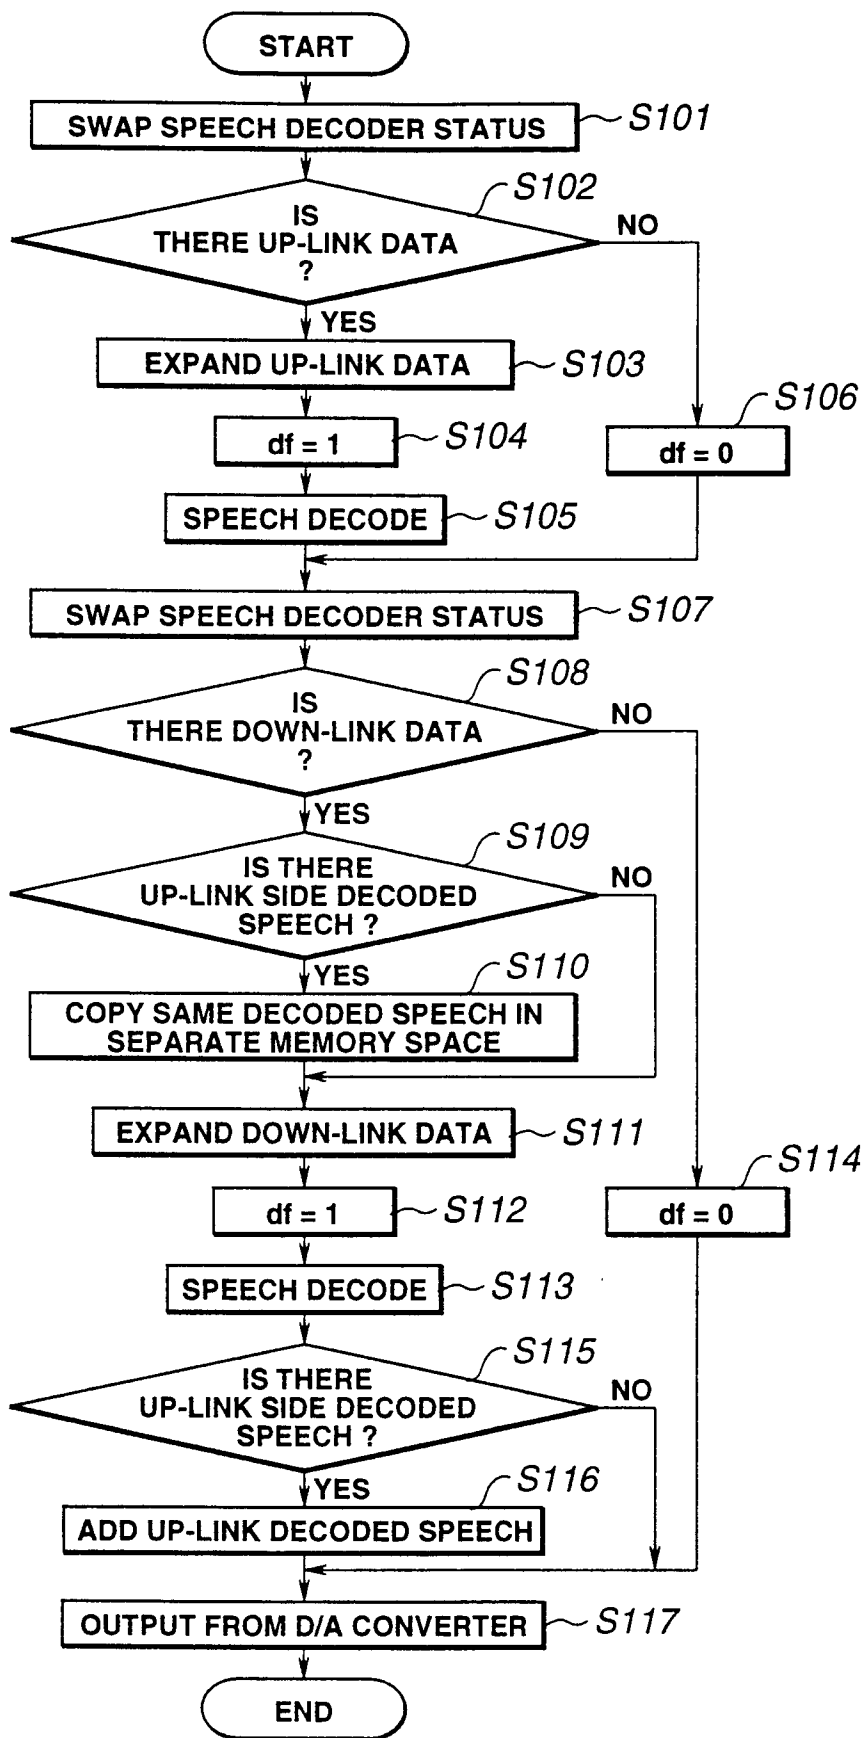 START
SWAP SPEECH DECODER STATUS
S101
S102
IS
THERE UP-LINK DATA
?
NO
YES
EXPAND UP-LINK DATA
S103
S106
df = 1
S104
df = 0
SPEECH DECODE
S105
SWAP SPEECH DECODER STATUS
S107
S108
IS
THERE DOWN-LINK DATA
?
NO
YES
S109
IS THERE
UP-LINK SIDE DECODED
SPEECH ?
NO
YES
S110
COPY SAME DECODED SPEECH IN
SEPARATE MEMORY SPACE
EXPAND DOWN-LINK DATA
S111
S114
df = 1
S112
df = 0
SPEECH DECODE
S113
S115
IS THERE
UP-LINK SIDE DECODED
SPEECH ?
NO
YES
S116
ADD UP-LINK DECODED SPEECH
OUTPUT FROM D/A CONVERTER
S117
END